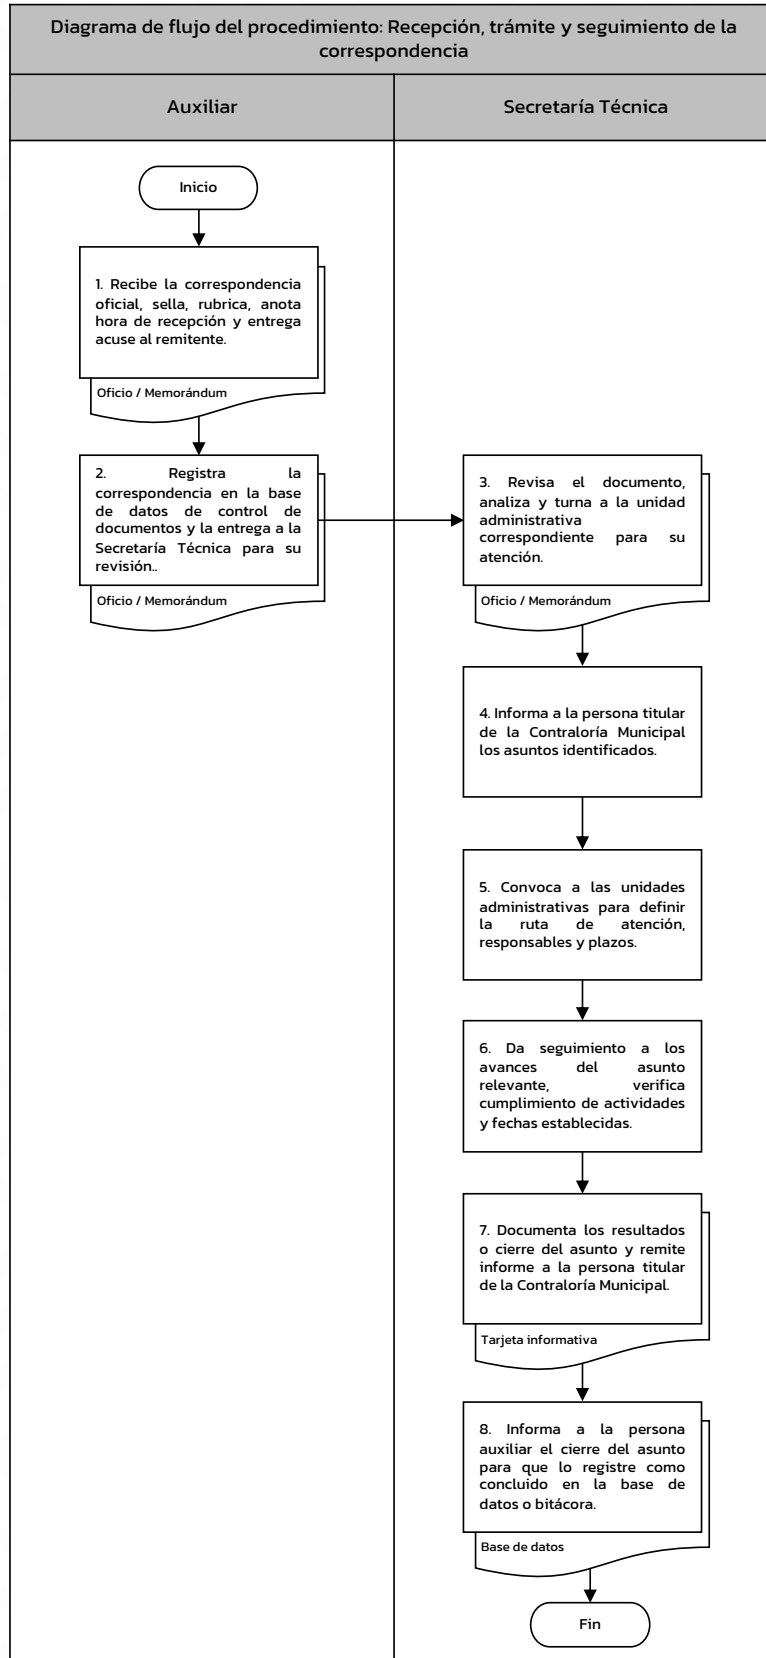 Diagrama de flujo del procedimiento: Recepción, trámite y seguimiento de la
correspondencia
Auxiliar
Secretaría Técnica
Inicio
1. Recibe la correspondencia
oficial, sella, rubrica, anota
hora de recepción y entrega
acuse al remitente.
Oficio / Memorándum
2. Registra la
correspondencia en la base
de datos de control de
documentos y la entrega a la
Secretaría Técnica para su
revisión..
Oficio / Memorándum
3. Revisa el documento,
analiza y turna a la unidad
administrativa
correspondiente para su
atención.
Oficio / Memorándum
4. Informa a la persona titular
de la Contraloría Municipal
los asuntos identificados.
5. Convoca a las unidades
administrativas para definir
la ruta de atención,
responsables y plazos.
6. Da seguimiento a los
avances del asunto
relevante, verifica
cumplimiento de actividades
y fechas establecidas.
7. Documenta los resultados
o cierre del asunto y remite
informe a la persona titular
de la Contraloría Municipal.
Tarjeta informativa
8. Informa a la persona
auxiliar el cierre del asunto
para que lo registre como
concluido en la base de
datos o bitácora.
Base de datos
Fin